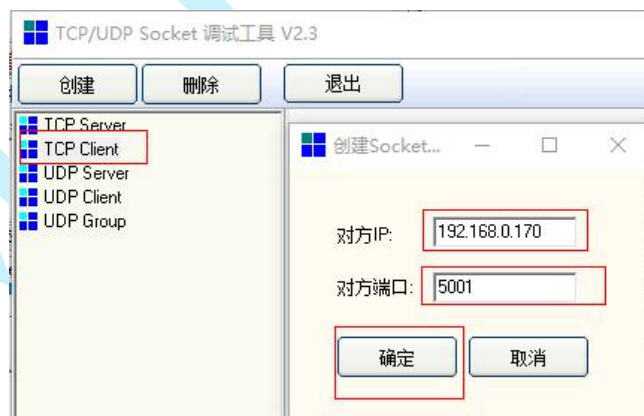 TCP/UDP Socket 调试工具 V2.3
创建 删除 退出
TCP Server
TCP Client
UDP Server
UDP Client
UDP Group
创建Socket...
对方IP: 192.168.0.170
对方端口: 5001
确定 取消